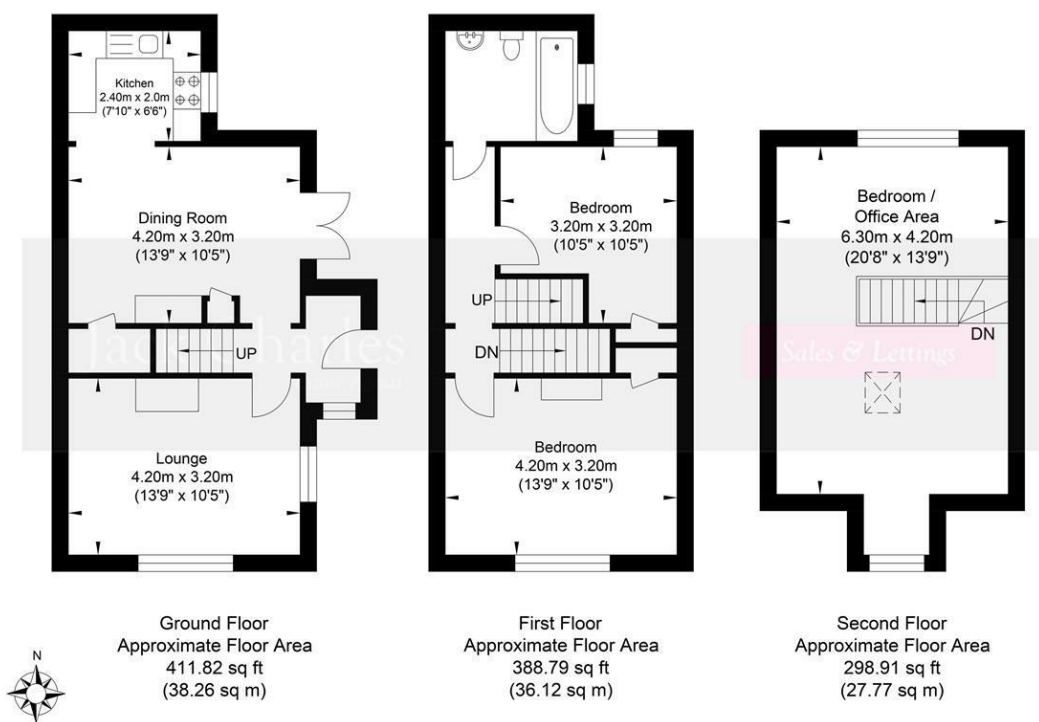 Kitchen
2.40m x 2.0m
(7'10" x 6'6")
Dining Room
4.20m x 3.20m
(13'9" x 10'5")
UP
Lounge
4.20m x 3.20m
(13'9" x 10'5")
Bedroom
3.20m x 3.20m
(10'5" x 10'5")
UP
DN
Bedroom
4.20m x 3.20m
(13'9" x 10'5")
Bedroom /
Office Area
6.30m x 4.20m
(20'8" x 13'9")
DN
Jack Charles
Sales & Lettings
Ground Floor
Approximate Floor Area
411.82 sq ft
(38.26 sq m)
First Floor
Approximate Floor Area
388.79 sq ft
(36.12 sq m)
Second Floor
Approximate Floor Area
298.91 sq ft
(27.77 sq m)
N